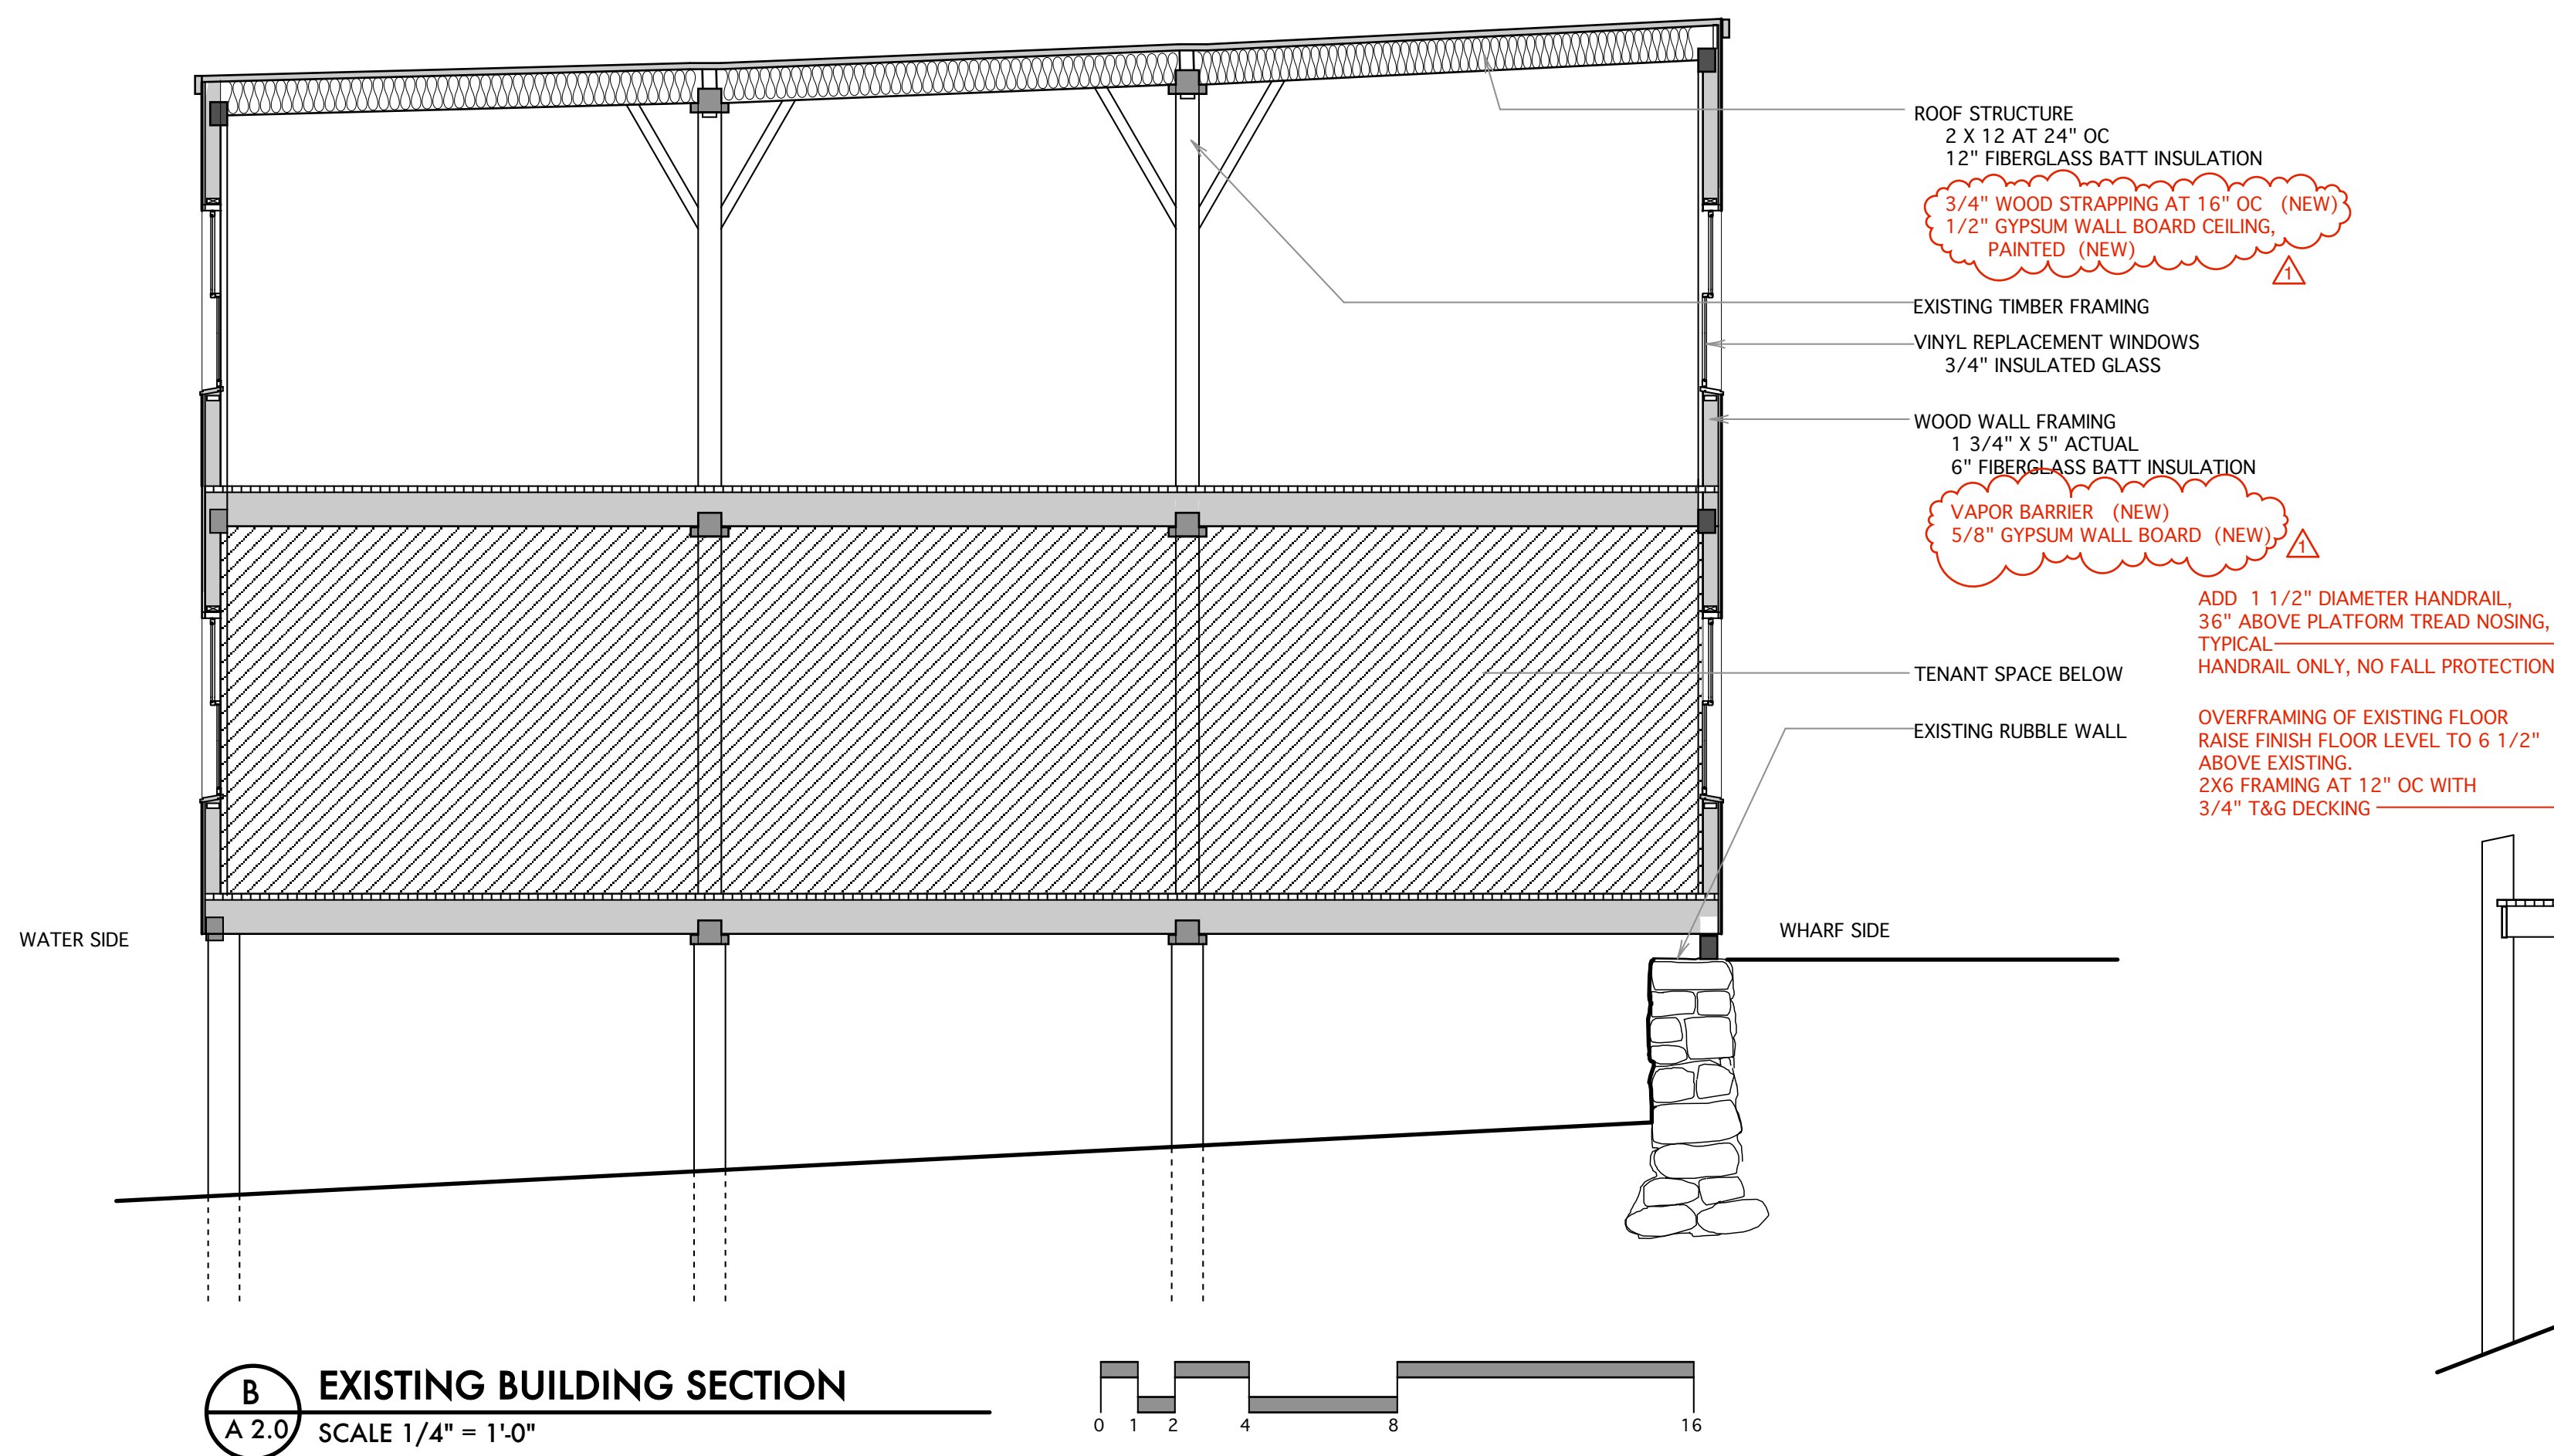 ROOF STRUCTURE
2 X 12 AT 24" OC
12" FIBERGLASS BATT INSULATION
3/4" WOOD STRAPPING AT 16" OC (NEW)
1/2" GYPSUM WALL BOARD CEILING,
PAINTED (NEW)
1
EXISTING TIMBER FRAMING
VINYL REPLACEMENT WINDOWS
3/4" INSULATED GLASS
WOOD WALL FRAMING
1 3/4" X 5" ACTUAL
6" FIBERGLASS BATT INSULATION
VAPOR BARRIER (NEW)
5/8" GYPSUM WALL BOARD (NEW)
1
ADD 1 1/2" DIAMETER HANDRAIL,
36" ABOVE PLATFORM TREAD NOSING,
TYPICAL
HANDRAIL ONLY, NO FALL PROTECTION
TENANT SPACE BELOW
EXISTING RUBBLE WALL
OVERFRAMING OF EXISTING FLOOR
RAISE FINISH FLOOR LEVEL TO 6 1/2"
ABOVE EXISTING.
2X6 FRAMING AT 12" OC WITH
3/4" T&G DECKING
WATER SIDE
WHARF SIDE
B
A 2.0
EXISTING BUILDING SECTION
SCALE 1/4" = 1'-0"
0 1 2 4 8 16